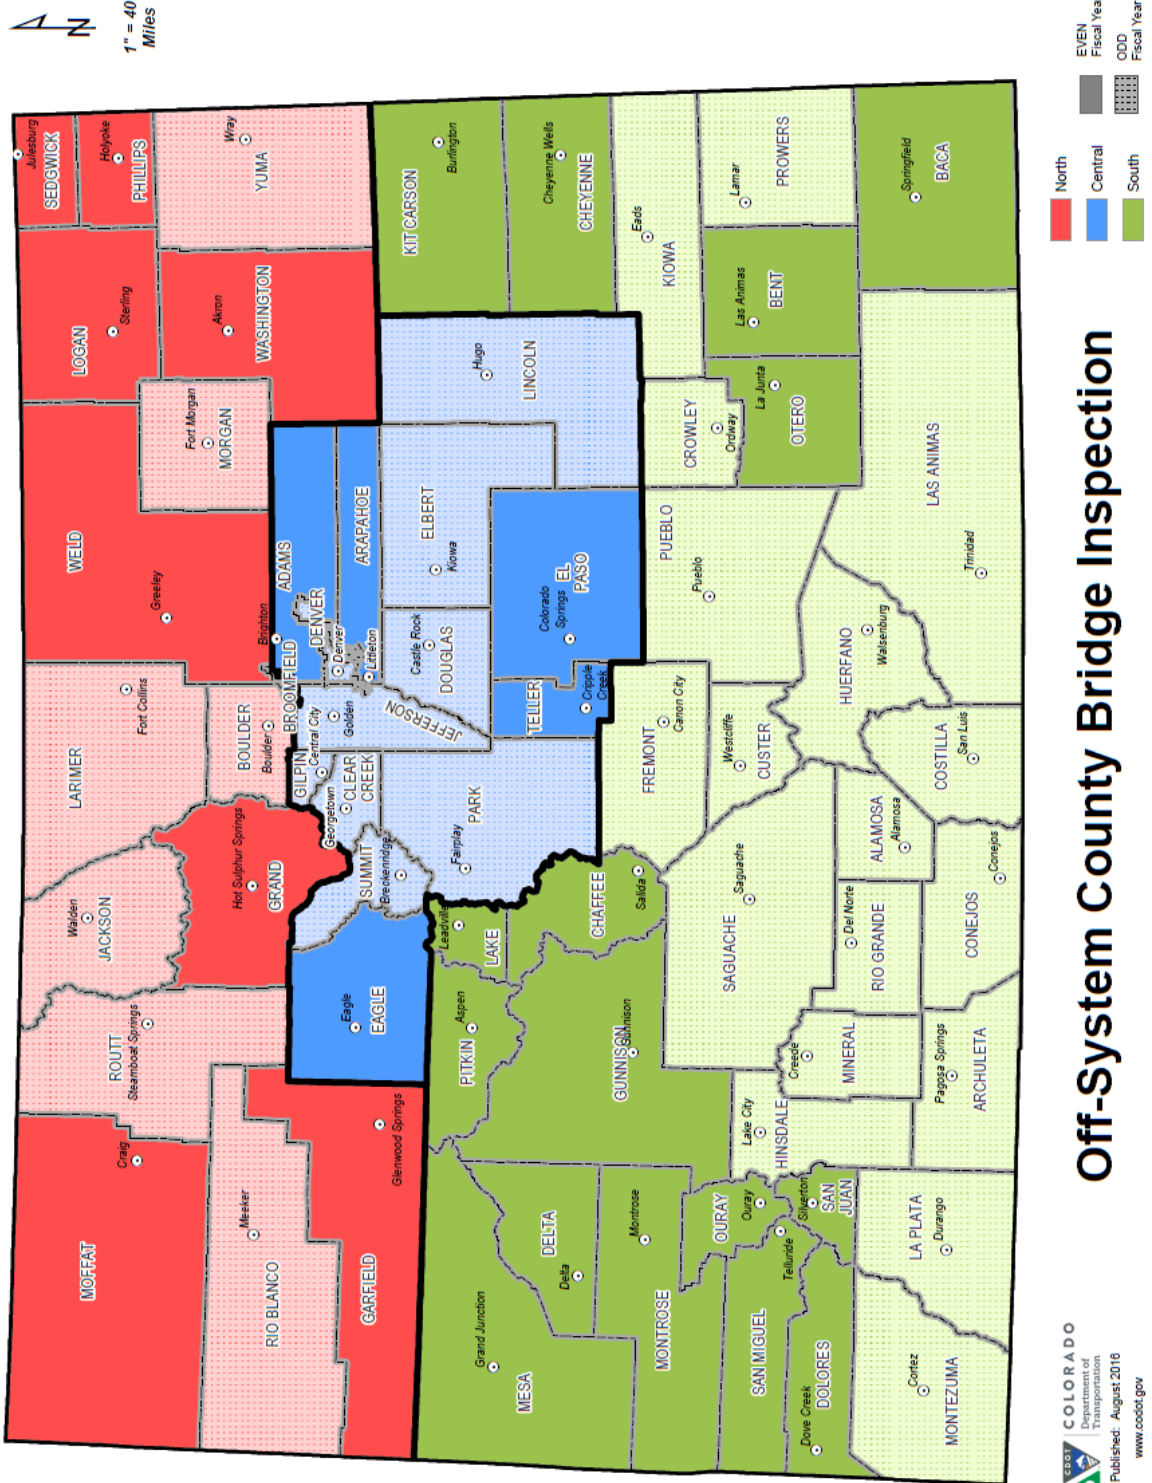 N
1" = 40
Miles
MOFFAT
Craig
ROUTT
Steamboat Springs
JACKSON
Walden
LARIMER
Fort Collins
WELD
Greeley
LOGAN
Sterling
SEDGWICK
Julesburg
PHILLIPS
Holyoke
YUMA
Wray
WASHINGTON
Akron
MORGAN
Fort Morgan
RIO BLANCO
Meeker
GARFIELD
Glenwood Springs
GRAND
Hot Sulphur Springs
BOULDER
Boulder
BROOMFIELD
GILPIN
Central City
CLEAR
CREEK
Georgetown
JEFFERSON
Golden
ADAMS
Brighton
DENVER
Denver
ARAPAHOE
Littleton
EAGLE
Eagle
SUMMIT
Breckenridge
PARK
Fairplay
DOUGLAS
Castle Rock
ELBERT
Kiowa
LINCOLN
Hugo
TELLER
Cripple
Creek
EL
PASO
Colorado
Springs
KIT CARSON
Burlington
CHEYENNE
Cheyenne Wells
MESA
Grand Junction
DELTA
Delta
PITKIN
Aspen
LAKE
Leadville
CHAFFEE
Salida
GUNNISON
Gunnison
MONTROSE
Montrose
OURAY
Ouray
SAN MIGUEL
Telluride
DOLORES
Dove Creek
SAN
JUAN
Silverton
HINSDALE
Lake City
SAGUACHE
Saguache
FREMONT
Canon City
CUSTER
Westcliffe
PUEBLO
Pueblo
CROWLEY
Ordway
KIOWA
Eads
OTERO
La Junta
BENT
Las Animas
PROWERS
Lamar
BACA
Springfield
LAS ANIMAS
Trinidad
HUERFANO
Walsenburg
COSTILLA
San Luis
ALAMOSA
Alamosa
RIO GRANDE
Del Norte
CONEJOS
Conejos
MINERAL
Creede
ARCHULETA
Pagosa Springs
LA PLATA
Durango
MONTEZUMA
Cortez
CDOT
COLORADO
Department of
Transportation
Published: August 2016
www.codot.gov
Off-System County Bridge Inspection
North
Central
South
EVEN
Fiscal Yea
ODD
Fiscal Year